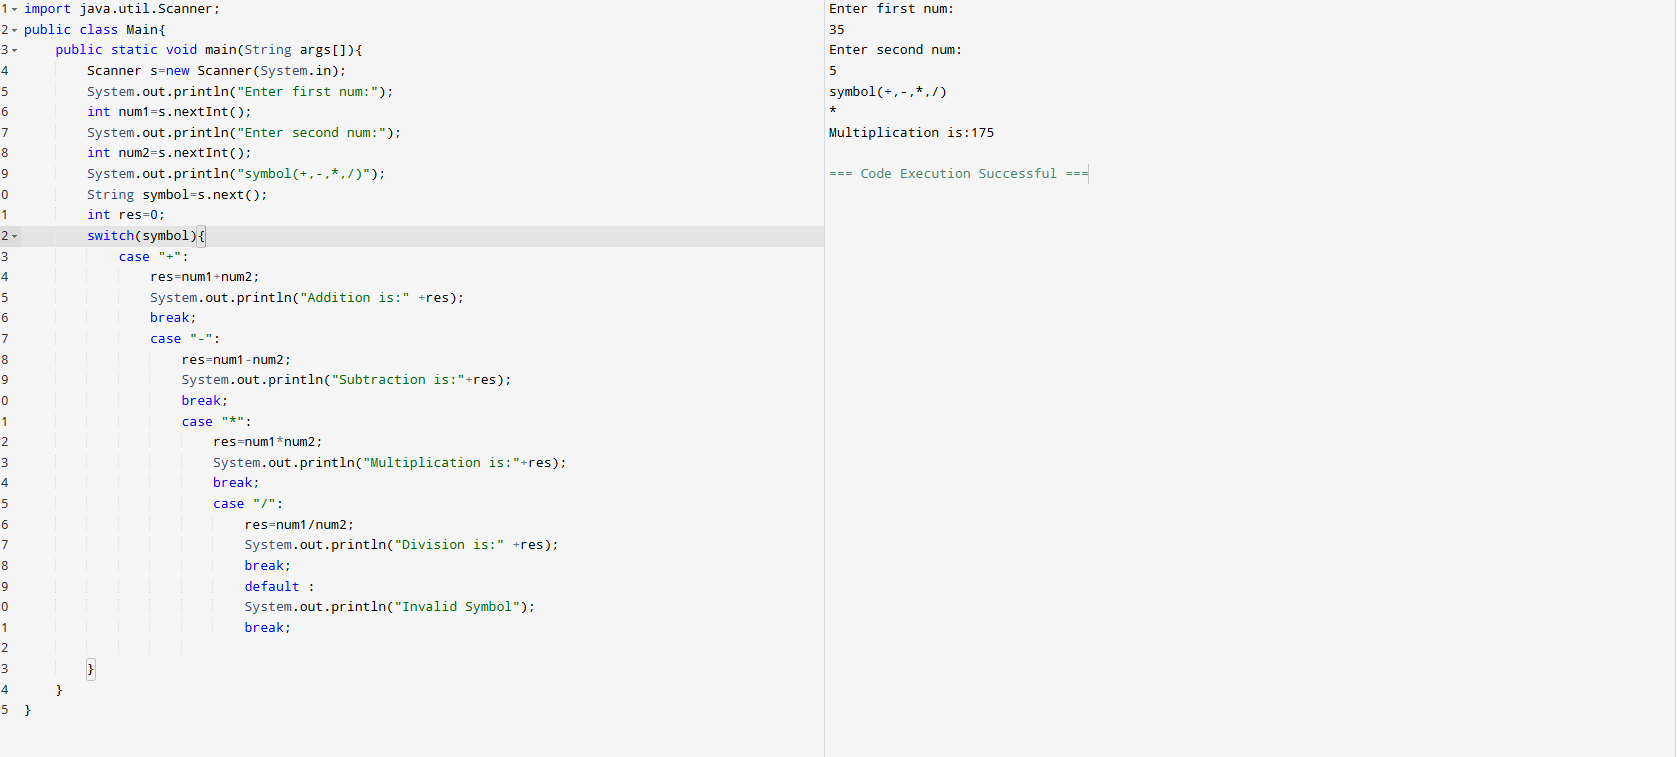 1 import java.util.Scanner;
2 public class Main{
3     public static void main(String args[]){
4         Scanner s=new Scanner(System.in);
5         System.out.println("Enter first num:");
6         int num1=s.nextInt();
7         System.out.println("Enter second num:");
8         int num2=s.nextInt();
9         System.out.println("symbol(+,-,*,/)");
0         String symbol=s.next();
1         int res=0;
2         switch(symbol){
3             case "+":
4                 res=num1+num2;
5                 System.out.println("Addition is:" +res);
6                 break;
7                 case "-":
8                     res=num1-num2;
9                     System.out.println("Subtraction is:"+res);
0                     break;
1                     case "*":
2                         res=num1*num2;
3                         System.out.println("Multiplication is:"+res);
4                         break;
5                         case "/":
6                             res=num1/num2;
7                             System.out.println("Division is:" +res);
8                             break;
9                             default :
0                             System.out.println("Invalid Symbol");
1                             break;
2
3         }
4     }
5 }
Enter first num:
35
Enter second num:
5
symbol(+,-,*,/)
*
Multiplication is:175
=== Code Execution Successful ===